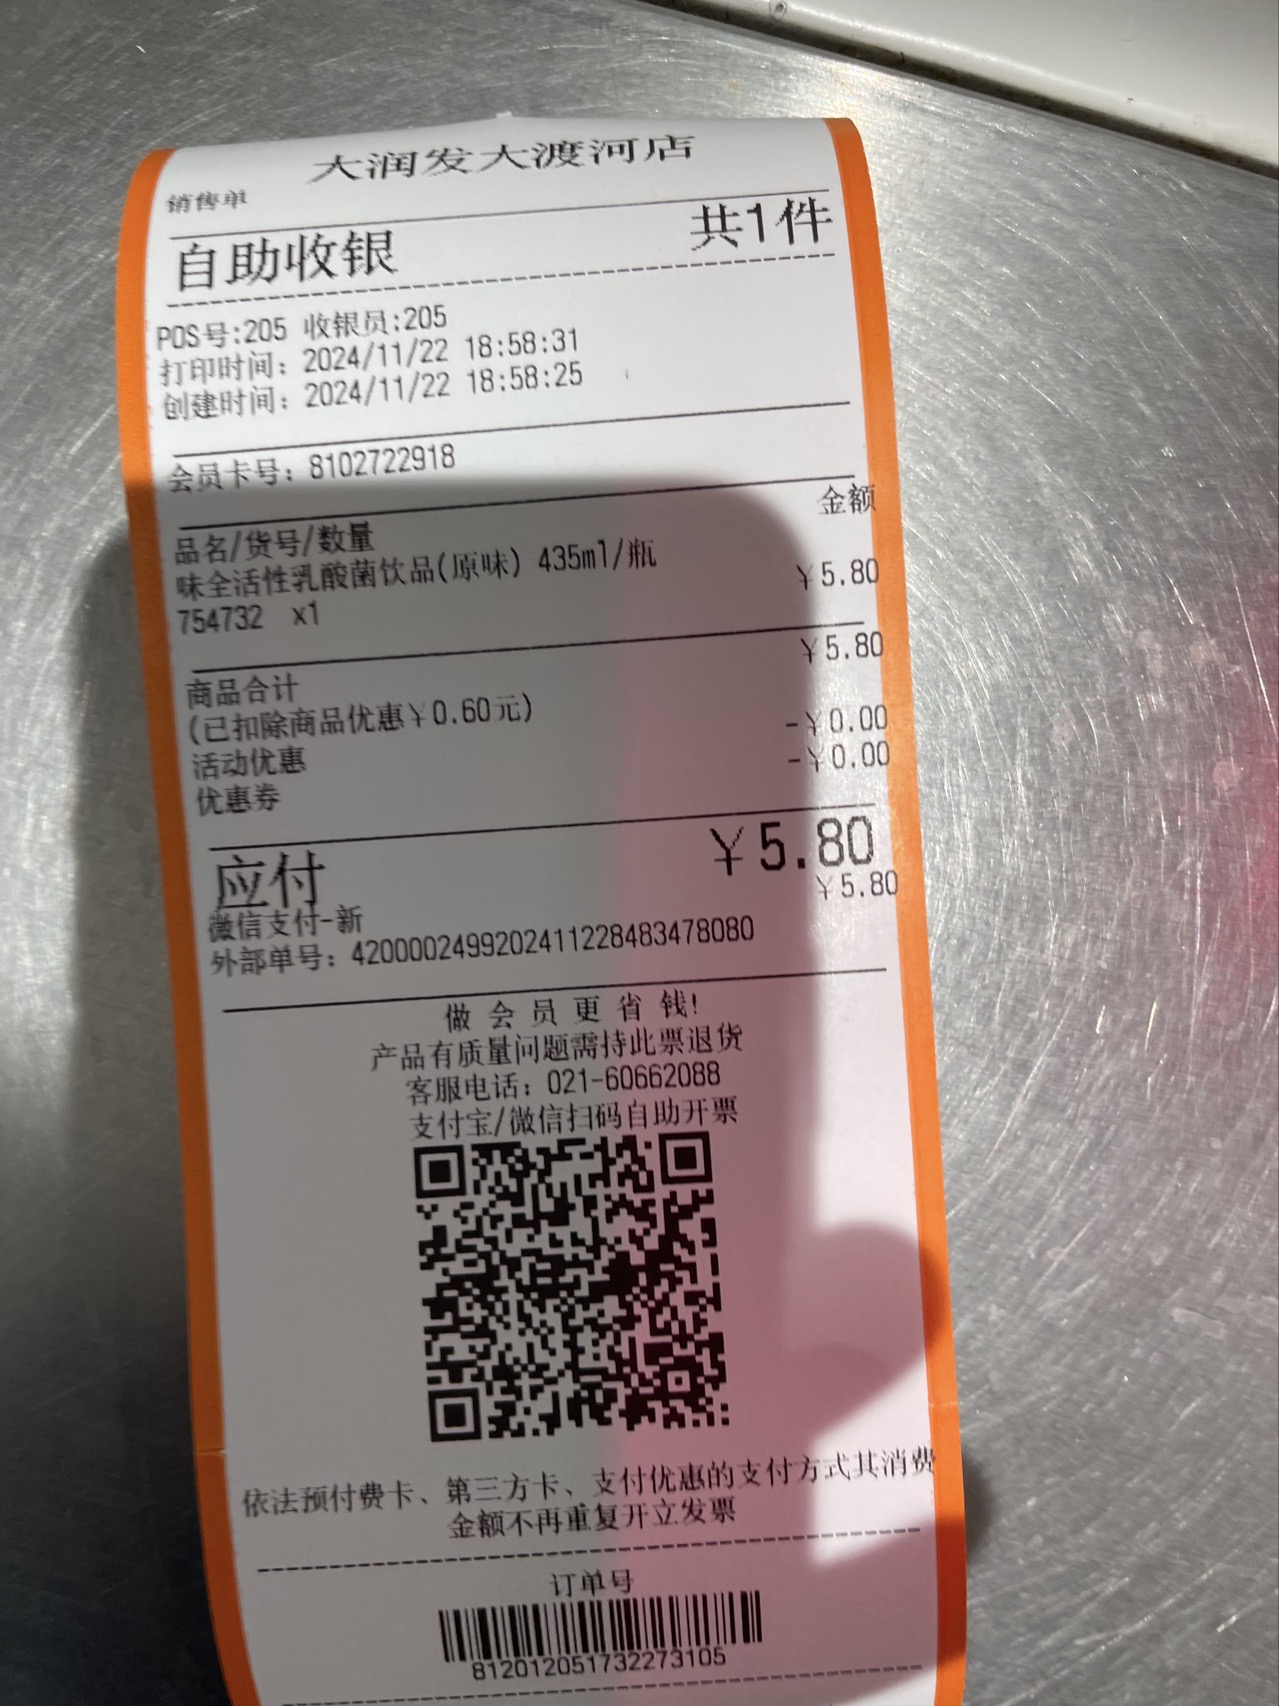 大润发大渡河店
销售单
自助收银 共1件
POS号:205 收银员:205
打印时间: 2024/11/22 18:58:31
创建时间: 2024/11/22 18:58:25
会员卡号: 8102722918
品名/货号/数量 金额
味全活性乳酸菌饮品(原味) 435ml/瓶 ¥5.80
754732 x1
商品合计 ¥5.80
(已扣除商品优惠¥0.60元)
活动优惠 -¥0.00
优惠券 -¥0.00
应付 ¥5.80
微信支付-新 ¥5.80
外部单号: 4200002499202411228483478080
做 会 员 更 省 钱!
产品有质量问题需持此票退货
客服电话: 021-60662088
支付宝/微信扫码自助开票
依法预付费卡、第三方卡、支付优惠的支付方式其消费
金额不再重复开立发票
订单号
812012051732273105